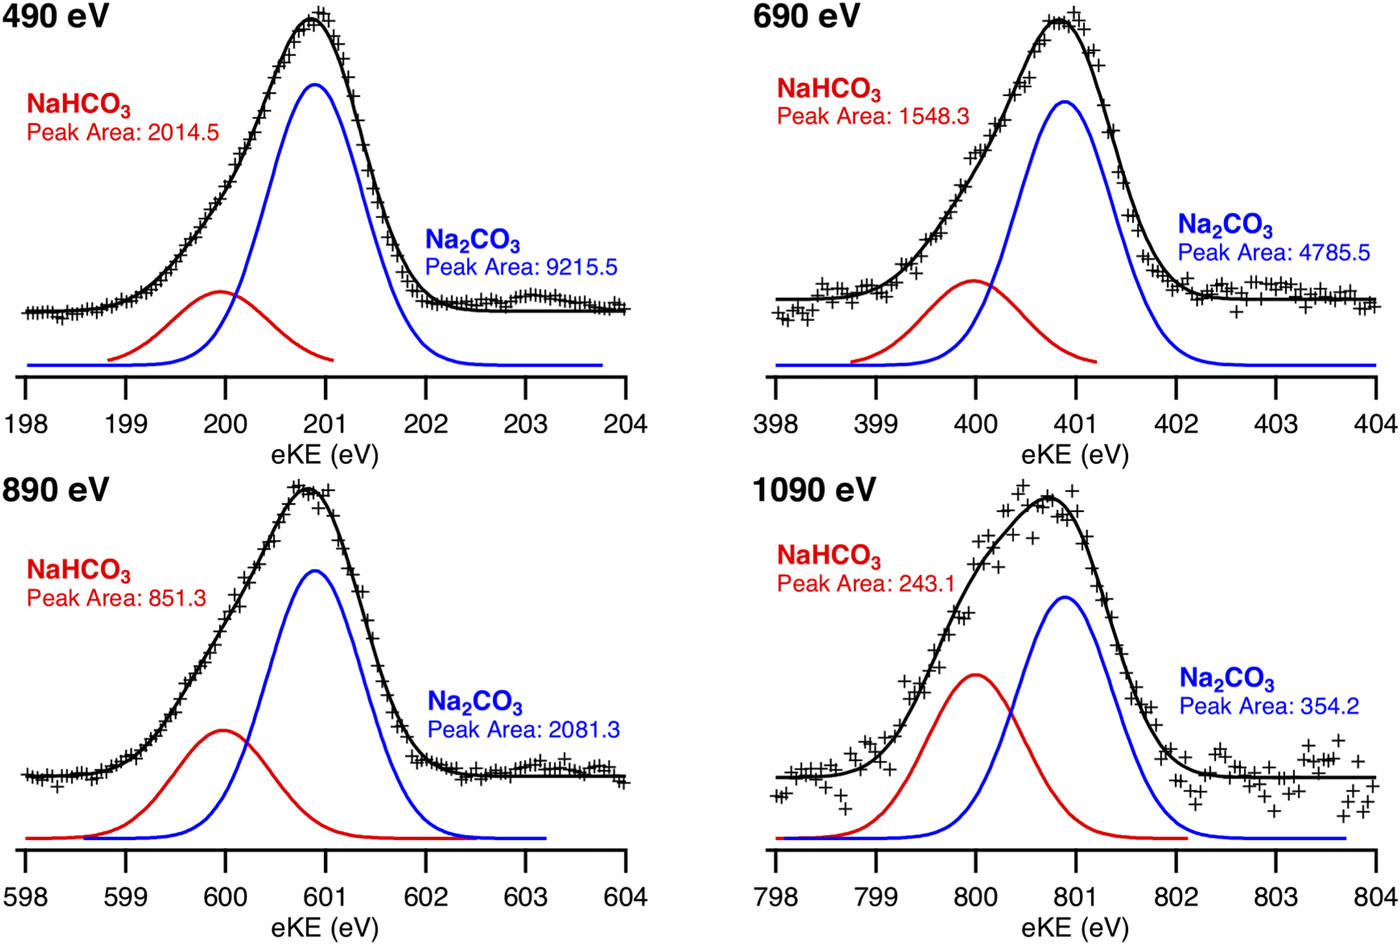 490 eV
NaHCO3
Peak Area: 2014.5
Na2CO3
Peak Area: 9215.5
198 199 200 201 202 203 204
eKE (eV)
690 eV
NaHCO3
Peak Area: 1548.3
Na2CO3
Peak Area: 4785.5
398 399 400 401 402 403 404
eKE (eV)
890 eV
NaHCO3
Peak Area: 851.3
Na2CO3
Peak Area: 2081.3
598 599 600 601 602 603 604
eKE (eV)
1090 eV
NaHCO3
Peak Area: 243.1
Na2CO3
Peak Area: 354.2
798 799 800 801 802 803 804
eKE (eV)